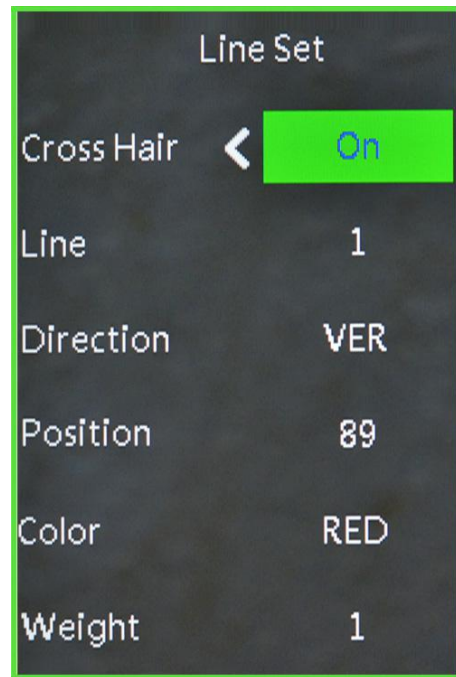 Line Set
Cross Hair < On
Line 1
Direction VER
Position 89
Color RED
Weight 1